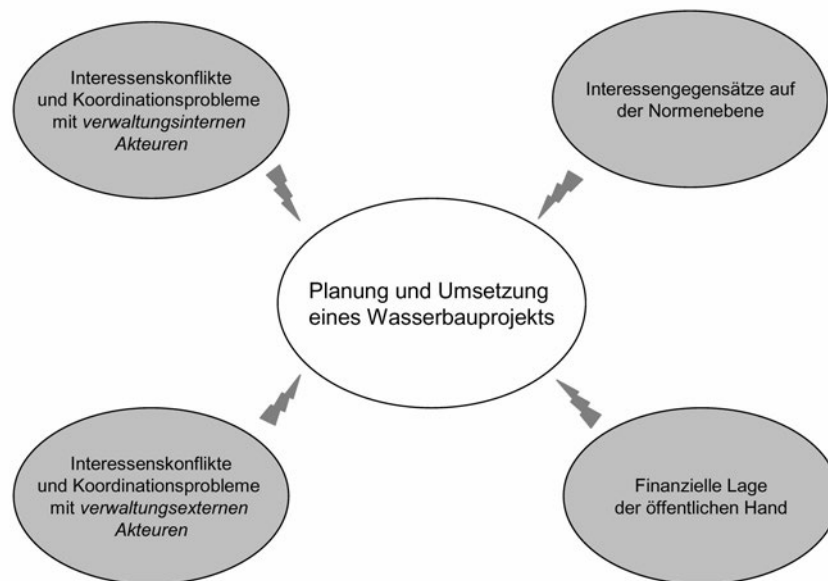 Interessenskonflikte
und Koordinationsprobleme
mit verwaltungsinternen
Akteuren
Interessengegensätze auf
der Normenebene
Planung und Umsetzung
eines Wasserbauprojekts
Interessenskonflikte
und Koordinationsprobleme
mit verwaltungsexternen
Akteuren
Finanzielle Lage
der öffentlichen Hand